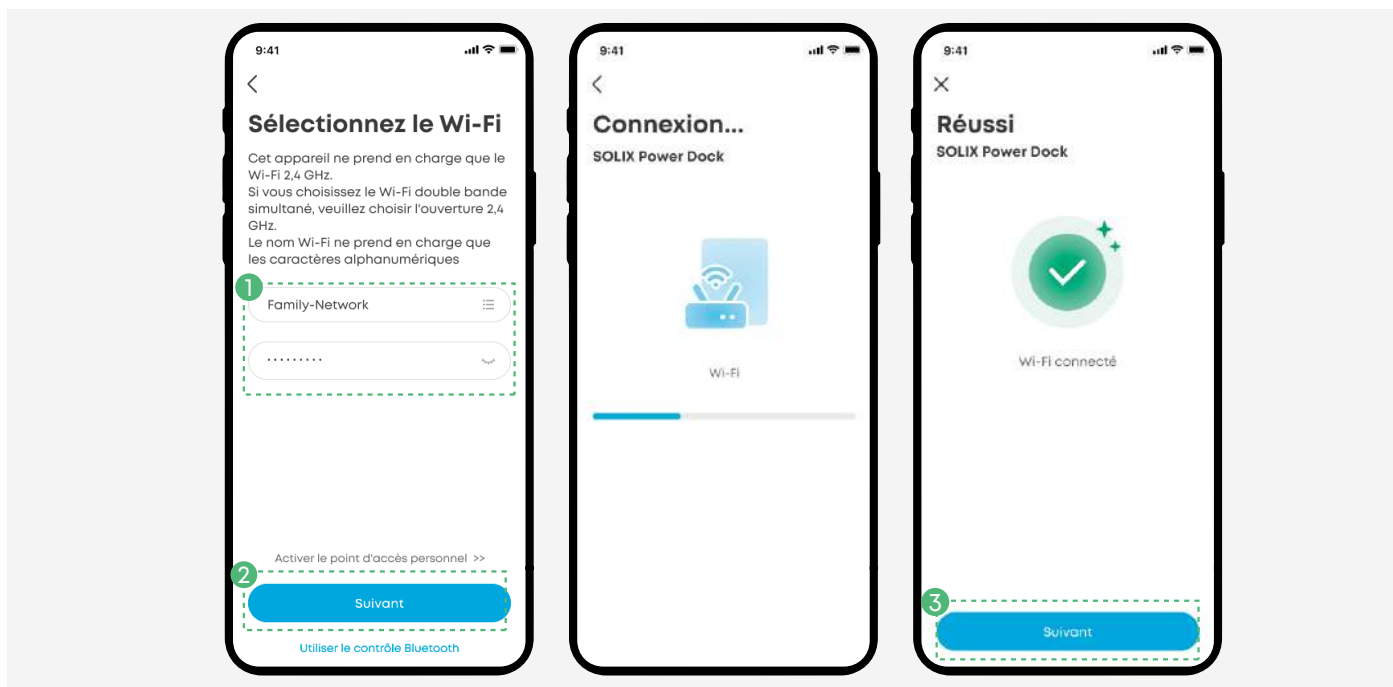 9:41
Sélectionnez le Wi-Fi
Cet appareil ne prend en charge que le
Wi-Fi 2,4 GHz.
Si vous choisissez le Wi-Fi double bande
simultané, veuillez choisir l'ouverture 2,4
GHz.
Le nom Wi-Fi ne prend en charge que
les caractères alphanumériques
1
Family-Network
·········
Activer le point d'accès personnel >>
2
Suivant
Utiliser le contrôle Bluetooth
9:41
Connexion...
SOLIX Power Dock
Wi-Fi
9:41
Réussi
SOLIX Power Dock
Wi-Fi connecté
3
Suivant